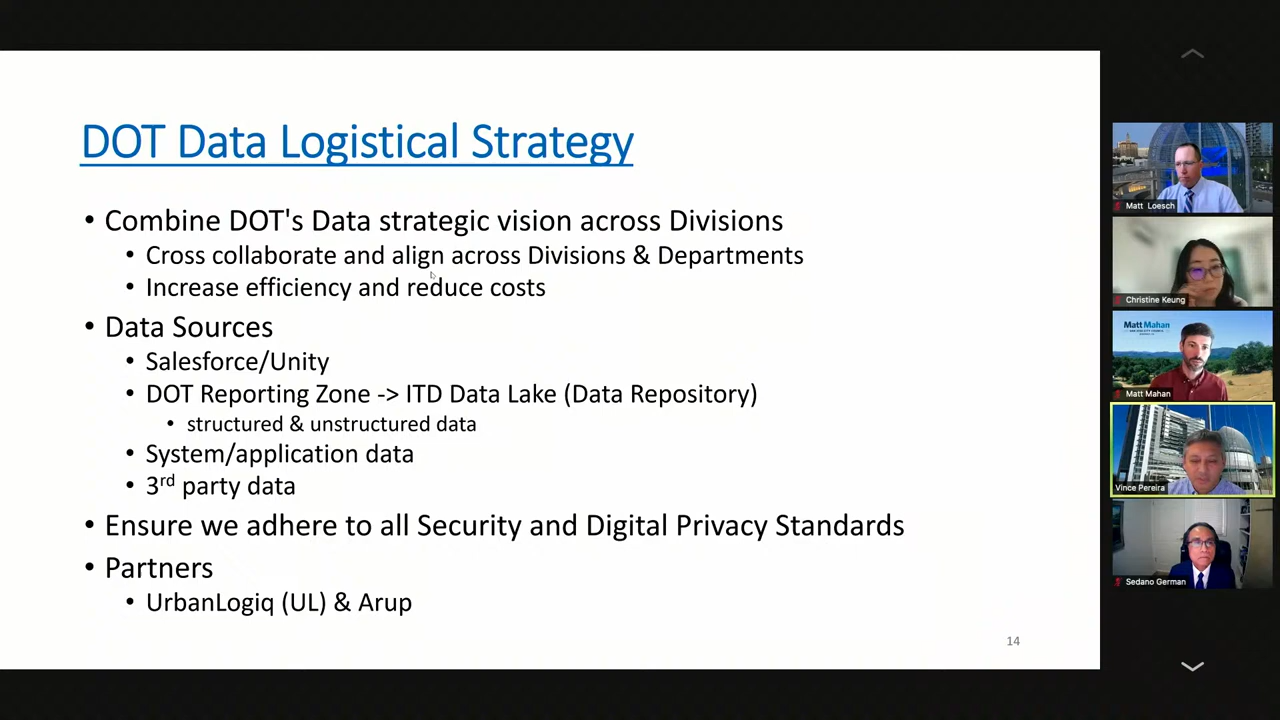 DOT Data Logistical Strategy
• Combine DOT's Data strategic vision across Divisions
• Cross collaborate and align across Divisions & Departments
• Increase efficiency and reduce costs
• Data Sources
• Salesforce/Unity
• DOT Reporting Zone -> ITD Data Lake (Data Repository)
• structured & unstructured data
• System/application data
• 3rd party data
• Ensure we adhere to all Security and Digital Privacy Standards
• Partners
• UrbanLogiq (UL) & Arup
14
Matt Loesch
Christine Keung
Matt Mahan
Matt Mahan
Vince Pereira
Sedano German